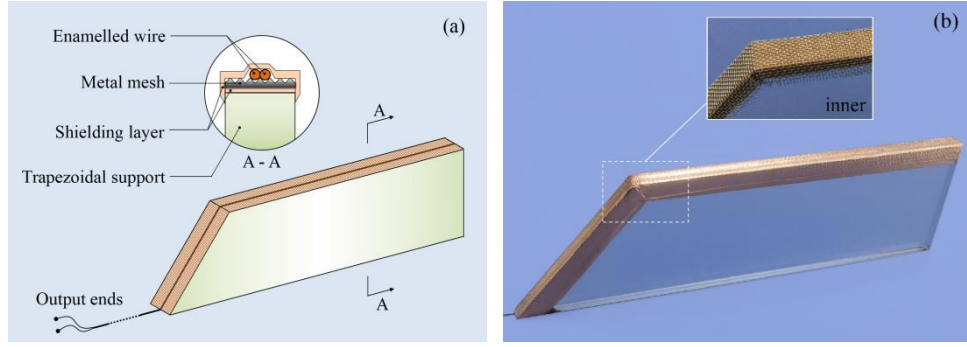 (a)
Enamelled wire
Metal mesh
Shielding layer
Trapezoidal support
A - A
A
A
Output ends
(b)
inner